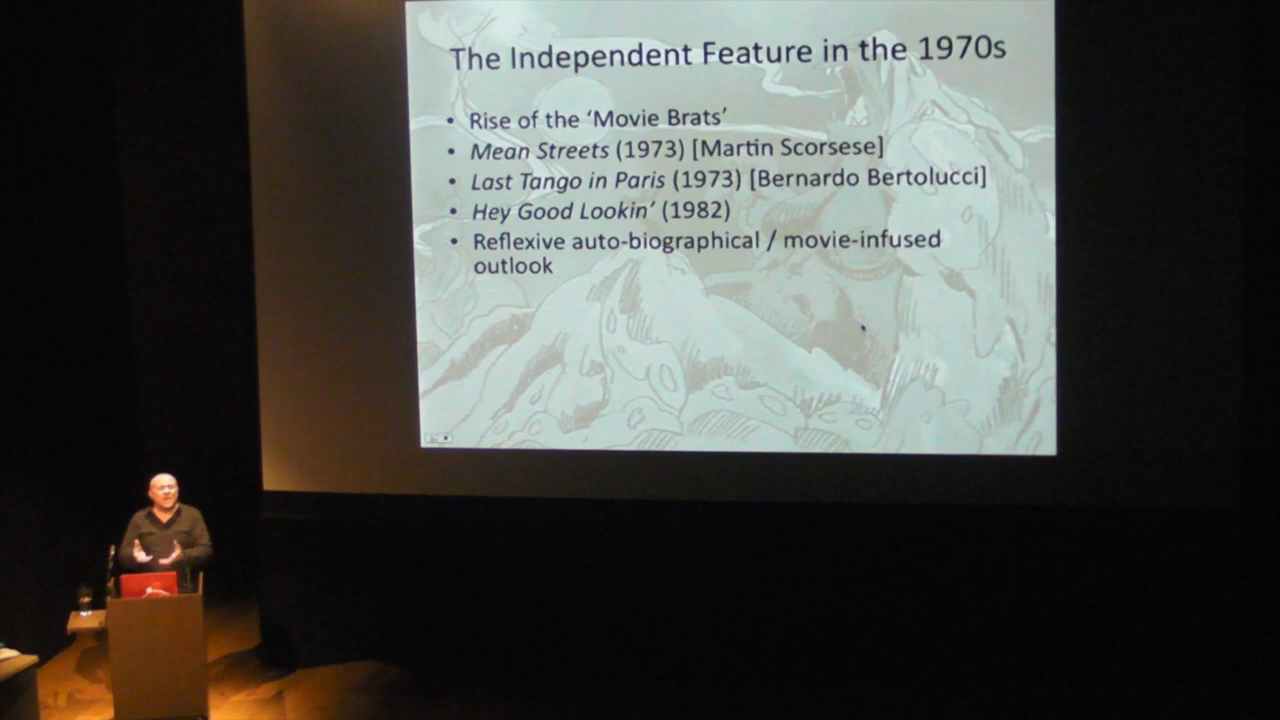 The Independent Feature in the 1970s
• Rise of the ‘Movie Brats’
• Mean Streets (1973) [Martin Scorsese]
• Last Tango in Paris (1973) [Bernardo Bertolucci]
• Hey Good Lookin’ (1982)
• Reflexive auto-biographical / movie-infused
outlook